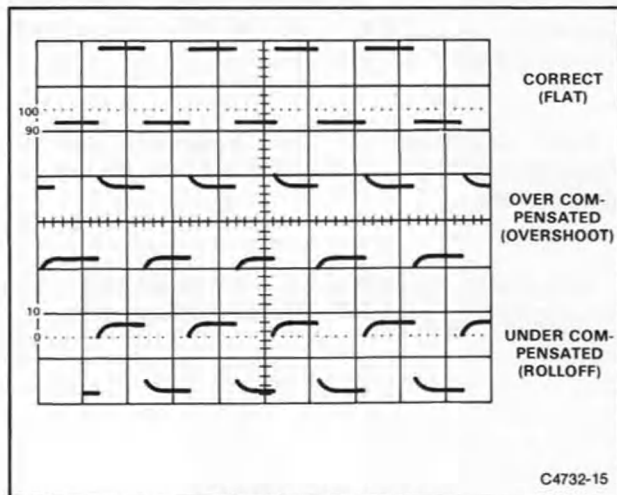 CORRECT
(FLAT)
100
90
OVER COM-
PENSATED
(OVERSHOOT)
10
0
UNDER COM-
PENSATED
(ROLLOFF)
C4732-15